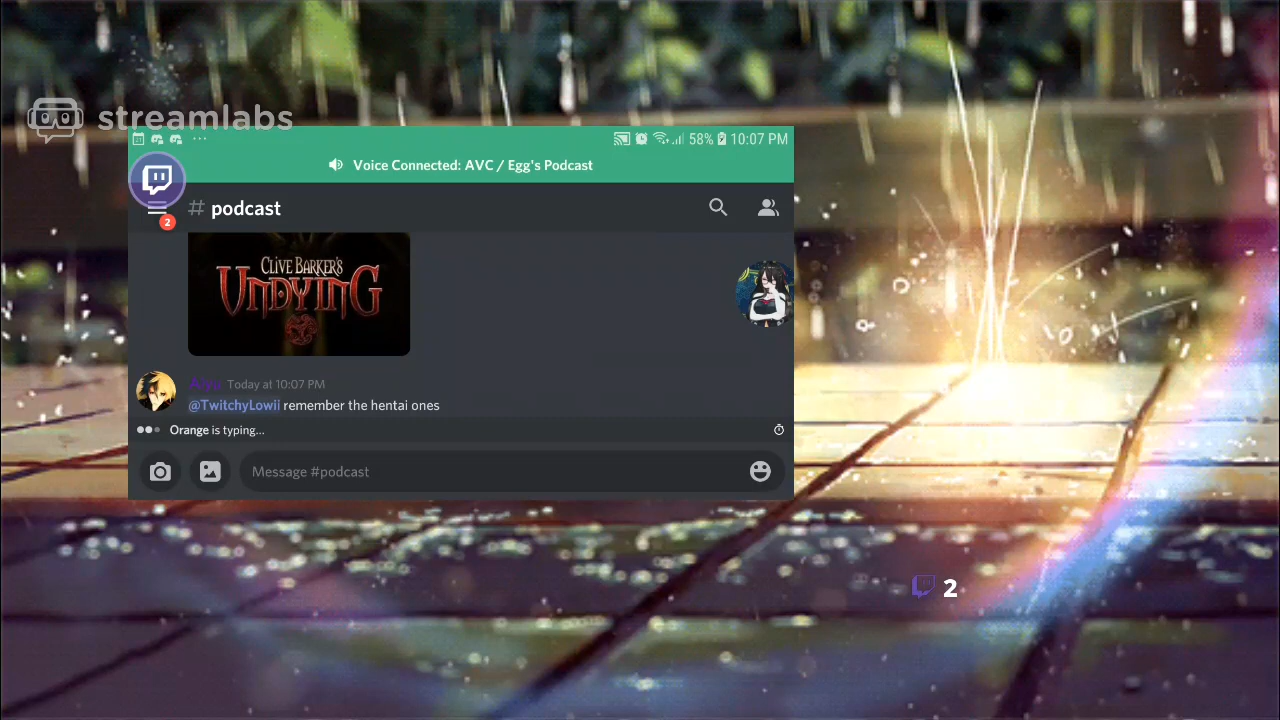 streamlabs
58% 10:07 PM
Voice Connected: AVC / Egg's Podcast
# podcast
2
CLIVE BARKER'S
UNDYING
Aiyu Today at 10:07 PM
@TwitchyLowii remember the hentai ones
Orange is typing...
Message #podcast
2